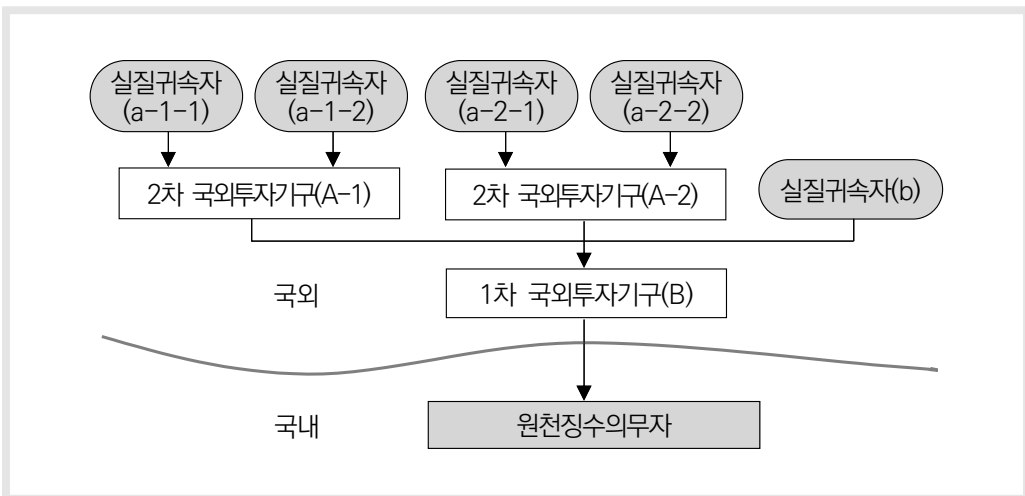 실질귀속자
(a-1-1)
실질귀속자
(a-1-2)
실질귀속자
(a-2-1)
실질귀속자
(a-2-2)
2차 국외투자기구(A-1)
2차 국외투자기구(A-2)
실질귀속자(b)
국외
1차 국외투자기구(B)
국내
원천징수의무자